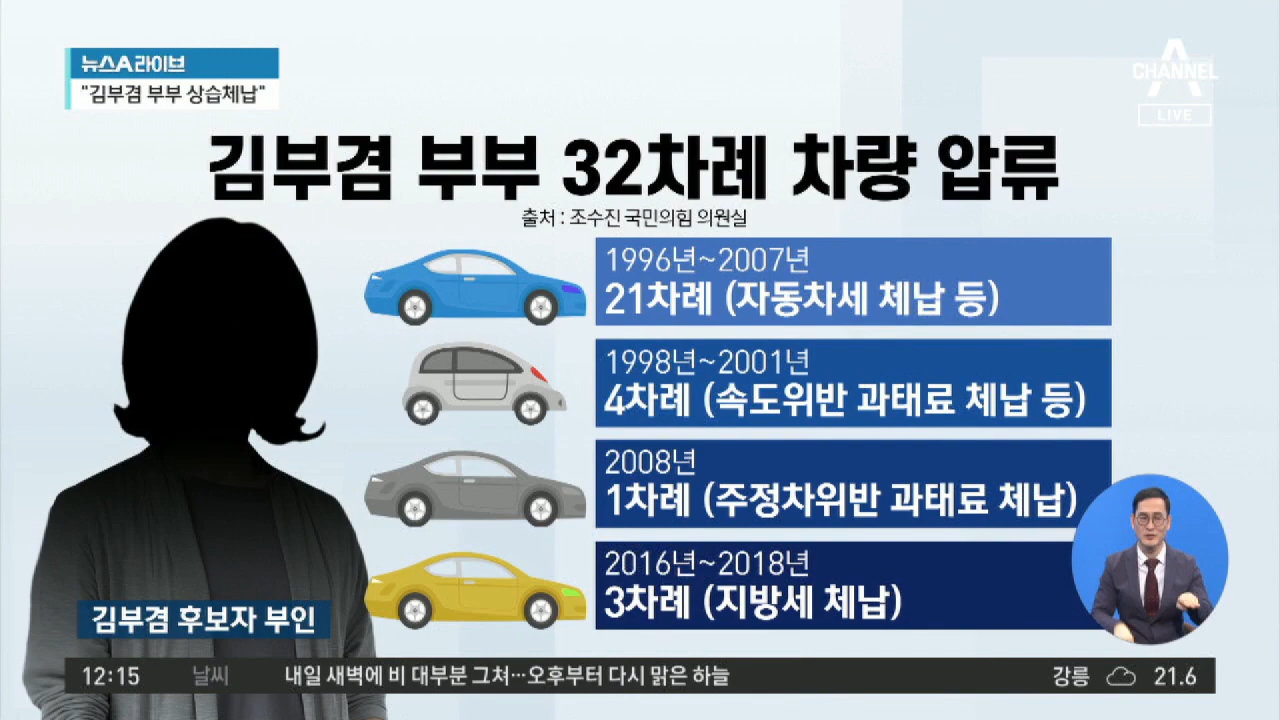 뉴스A 라이브
"김부겸 부부 상습체납"
CHANNEL A
LIVE
김부겸 부부 32차례 차량 압류
출처 : 조수진 국민의힘 의원실
1996년~2007년
21차례 (자동차세 체납 등)
1998년~2001년
4차례 (속도위반 과태료 체납 등)
2008년
1차례 (주정차위반 과태료 체납)
2016년~2018년
3차례 (지방세 체납)
김부겸 후보자 부인
12:15 날씨 내일 새벽에 비 대부분 그쳐…오후부터 다시 맑은 하늘 강릉 21.6